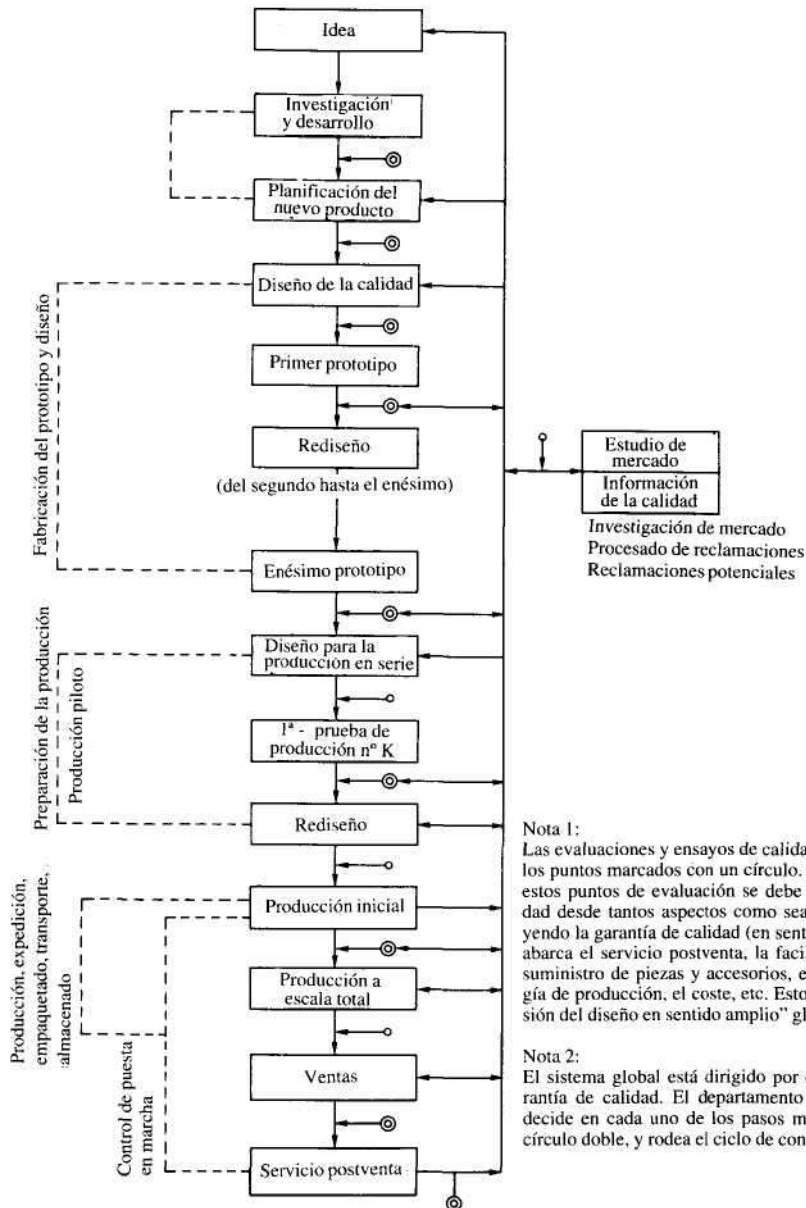 Idea
Investigación
y desarrollo
Planificación del
nuevo producto
Diseño de la calidad
Primer prototipo
Rediseño
(del segundo hasta el enésimo)
Enésimo prototipo
Diseño para la
producción en serie
1ª - prueba de
producción nº K
Rediseño
Producción inicial
Producción a
escala total
Ventas
Servicio postventa
Fabricación del prototipo y diseño
Preparación de la producción
Producción piloto
Producción, expedición,
empaquetado, transporte,
almacenado
Control de puesta
en marcha
Estudio de
mercado
Información
de la calidad
Investigación de mercado
Procesado de reclamaciones
Reclamaciones potenciales
Nota 1:
Las evaluaciones y ensayos de calida
los puntos marcados con un círculo.
estos puntos de evaluación se debe
dad desde tantos aspectos como sea
yendo la garantía de calidad (en sent
abarca el servicio postventa, la faci
suministro de piezas y accesorios, e
gía de producción, el coste, etc. Esto
sión del diseño en sentido amplio” gl
Nota 2:
El sistema global está dirigido por
rantía de calidad. El departamento
decide en cada uno de los pasos m
círculo doble, y rodea el ciclo de con